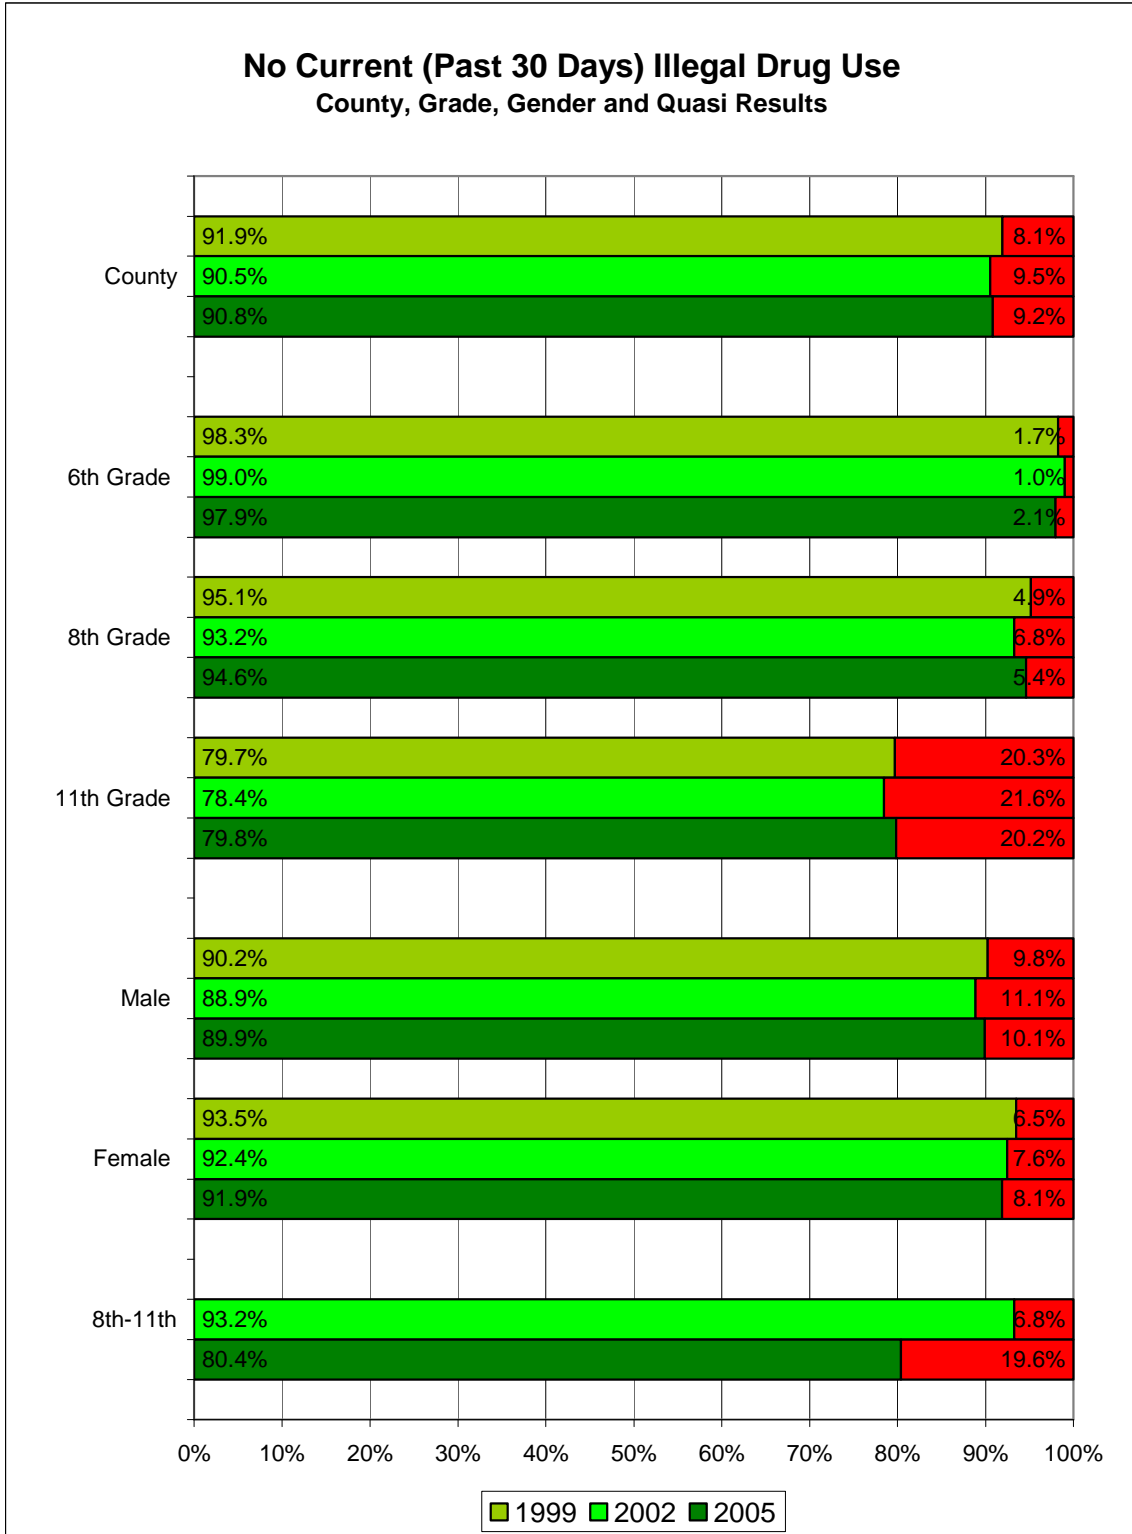 No Current (Past 30 Days) Illegal Drug Use
County, Grade, Gender and Quasi Results
91.9% 8.1%
County 90.5% 9.5%
90.8% 9.2%
98.3% 1.7%
6th Grade 99.0% 1.0%
97.9% 2.1%
95.1% 4.9%
8th Grade 93.2% 6.8%
94.6% 5.4%
79.7% 20.3%
11th Grade 78.4% 21.6%
79.8% 20.2%
90.2% 9.8%
Male 88.9% 11.1%
89.9% 10.1%
93.5% 6.5%
Female 92.4% 7.6%
91.9% 8.1%
8th-11th 93.2% 6.8%
80.4% 19.6%
0% 10% 20% 30% 40% 50% 60% 70% 80% 90% 100%
1999 2002 2005